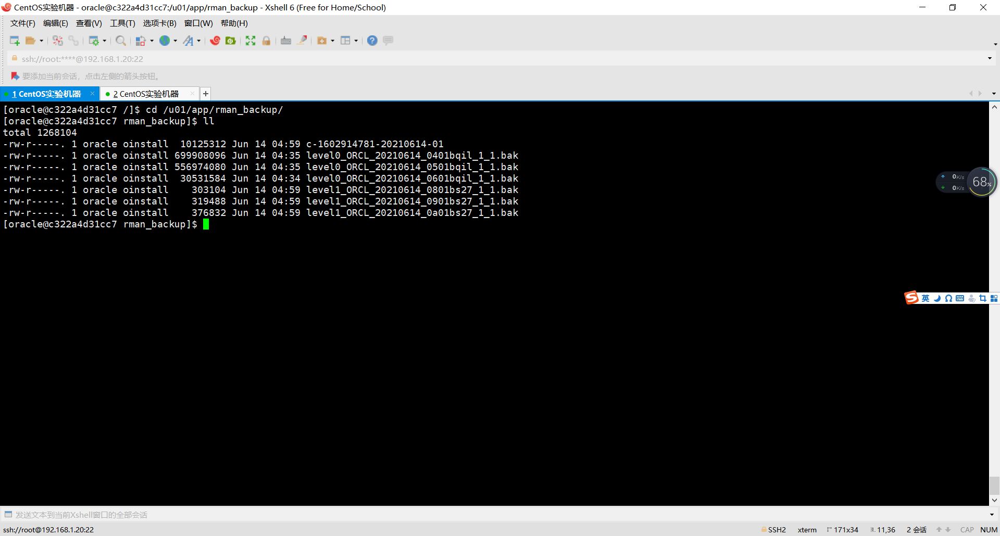 CentOS实验机器 - oracle@c322a4d31cc7:/u01/app/rman_backup - Xshell 6 (Free for Home/School)
文件(F) 编辑(E) 查看(V) 工具(T) 选项卡(B) 窗口(W) 帮助(H)
ssh://root:****@192.168.1.20:22
要添加当前会话，点击左侧的箭头按钮。
1 CentOS实验机器 × 2 CentOS实验机器 × +
[oracle@c322a4d31cc7 /]$ cd /u01/app/rman_backup/
[oracle@c322a4d31cc7 rman_backup]$ ll
total 1268104
-rw-r-----. 1 oracle oinstall  10125312 Jun 14 04:59 c-1602914781-20210614-01
-rw-r-----. 1 oracle oinstall 699908096 Jun 14 04:35 level0_ORCL_20210614_0401bqil_1_1.bak
-rw-r-----. 1 oracle oinstall 556974080 Jun 14 04:35 level0_ORCL_20210614_0501bqil_1_1.bak
-rw-r-----. 1 oracle oinstall  30531584 Jun 14 04:34 level0_ORCL_20210614_0601bqil_1_1.bak
-rw-r-----. 1 oracle oinstall    303104 Jun 14 04:59 level1_ORCL_20210614_0801bs27_1_1.bak
-rw-r-----. 1 oracle oinstall    319488 Jun 14 04:59 level1_ORCL_20210614_0901bs27_1_1.bak
-rw-r-----. 1 oracle oinstall    376832 Jun 14 04:59 level1_ORCL_20210614_0a01bs27_1_1.bak
[oracle@c322a4d31cc7 rman_backup]$
0K/s
0K/s
68%
英
发送文本到当前Xshell窗口的全部会话
ssh://root@192.168.1.20:22 SSH2 xterm 171x34 11,36 2 会话 CAP NUM